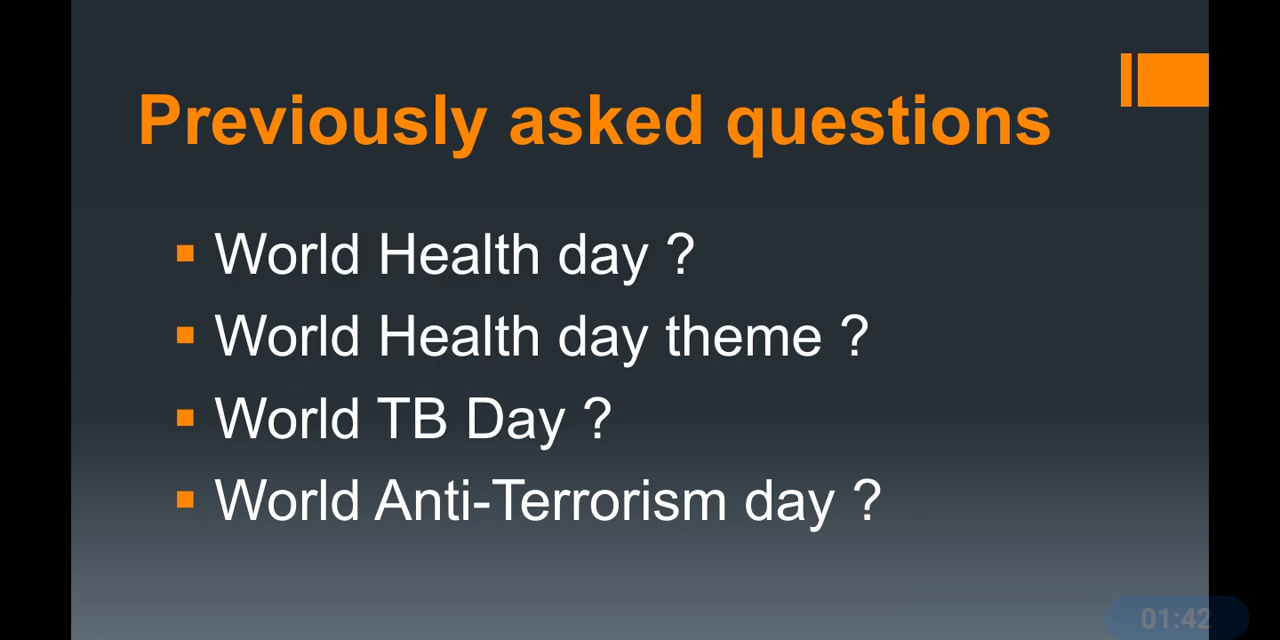 Previously asked questions
World Health day ?
World Health day theme ?
World TB Day ?
World Anti-Terrorism day ?
01:42